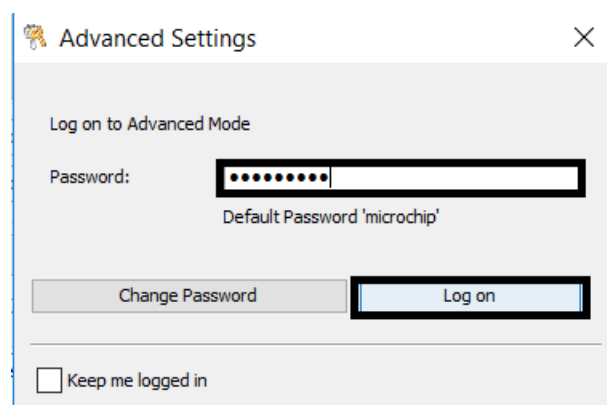 Advanced Settings
Log on to Advanced Mode
Password: •••••••••
Default Password 'microchip'
Change Password Log on
Keep me logged in